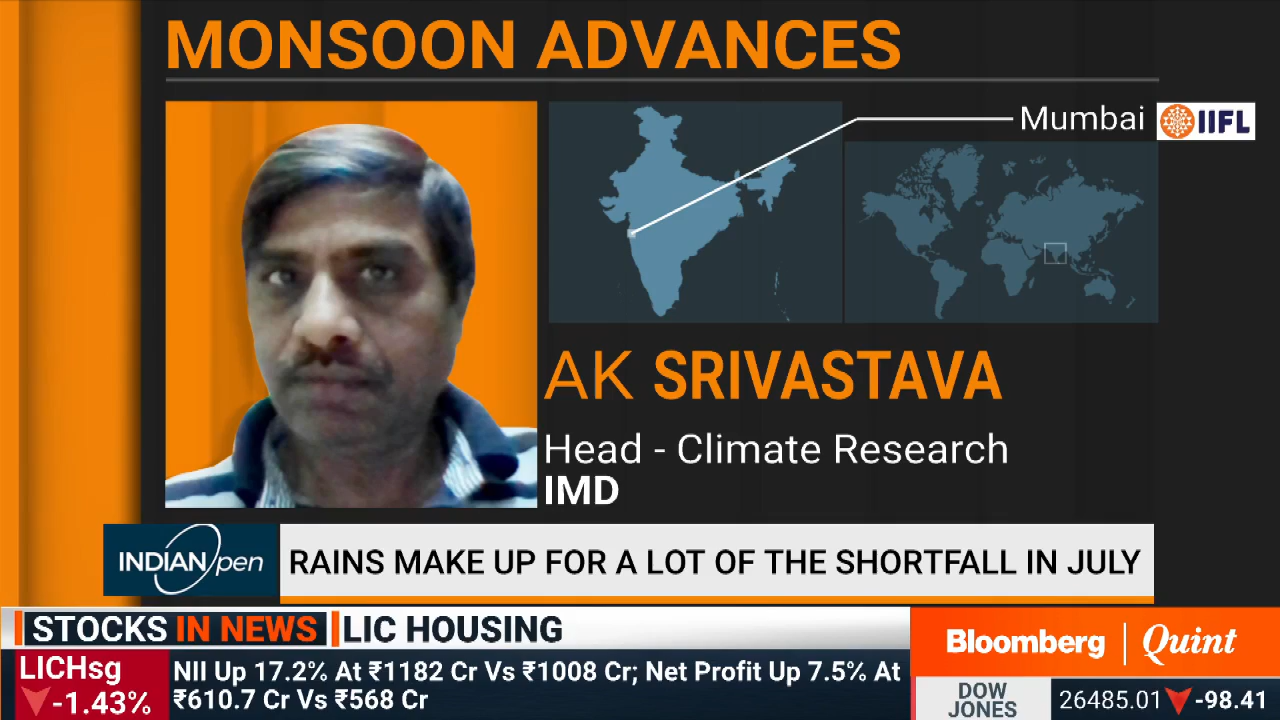 MONSOON ADVANCES
Mumbai
IIFL
AK SRIVASTAVA
Head - Climate Research
IMD
INDIAN Open
RAINS MAKE UP FOR A LOT OF THE SHORTFALL IN JULY
STOCKS IN NEWS
LIC HOUSING
LICHsg
-1.43%
NII Up 17.2% At ₹1182 Cr Vs ₹1008 Cr; Net Profit Up 7.5% At
₹610.7 Cr Vs ₹568 Cr
Bloomberg | Quint
DOW
JONES
26485.01 -98.41